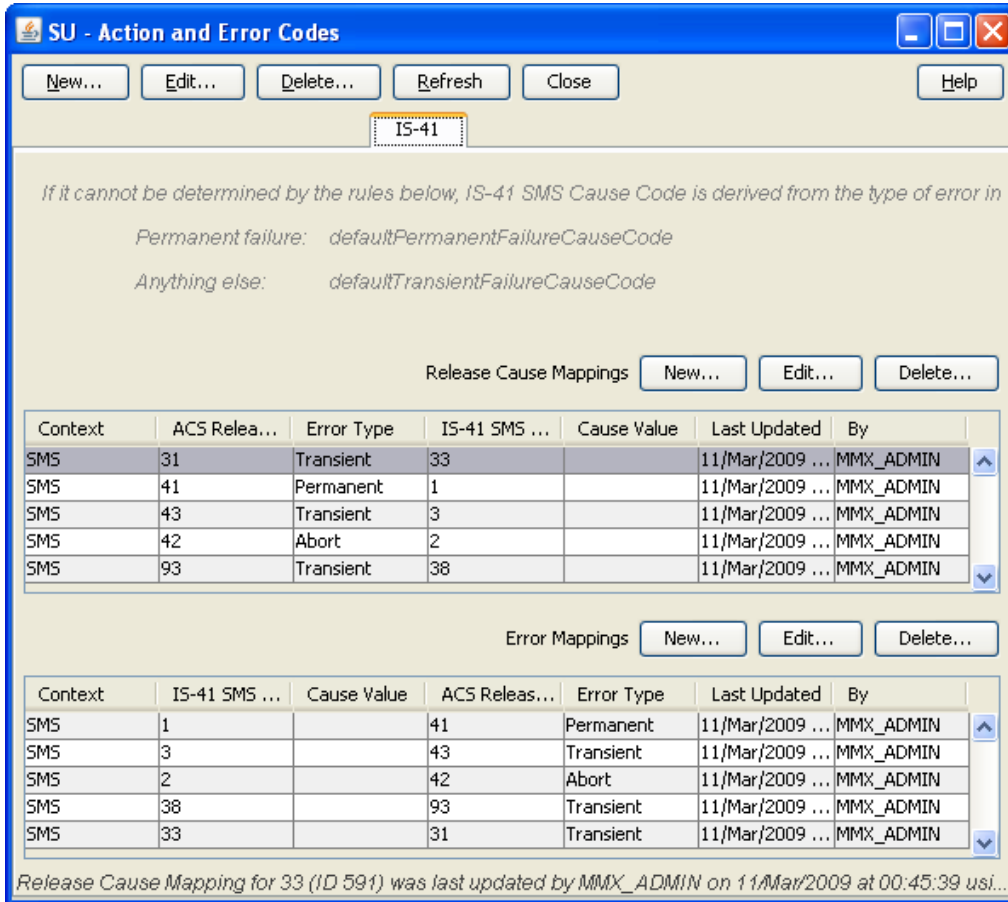 SU - Action and Error Codes
New... Edit... Delete... Refresh Close Help
IS-41
If it cannot be determined by the rules below, IS-41 SMS Cause Code is derived from the type of error in
Permanent failure: defaultPermanentFailureCauseCode
Anything else: defaultTransientFailureCauseCode
Release Cause Mappings New... Edit... Delete...
Context ACS Relea... Error Type IS-41 SMS ... Cause Value Last Updated By
SMS 31 Transient 33 11/Mar/2009 ... MMX_ADMIN
SMS 41 Permanent 1 11/Mar/2009 ... MMX_ADMIN
SMS 43 Transient 3 11/Mar/2009 ... MMX_ADMIN
SMS 42 Abort 2 11/Mar/2009 ... MMX_ADMIN
SMS 93 Transient 38 11/Mar/2009 ... MMX_ADMIN
Error Mappings New... Edit... Delete...
Context IS-41 SMS ... Cause Value ACS Releas... Error Type Last Updated By
SMS 1 41 Permanent 11/Mar/2009 ... MMX_ADMIN
SMS 3 43 Transient 11/Mar/2009 ... MMX_ADMIN
SMS 2 42 Abort 11/Mar/2009 ... MMX_ADMIN
SMS 38 93 Transient 11/Mar/2009 ... MMX_ADMIN
SMS 33 31 Transient 11/Mar/2009 ... MMX_ADMIN
Release Cause Mapping for 33 (ID 591) was last updated by MMX_ADMIN on 11/Mar/2009 at 00:45:39 usi...